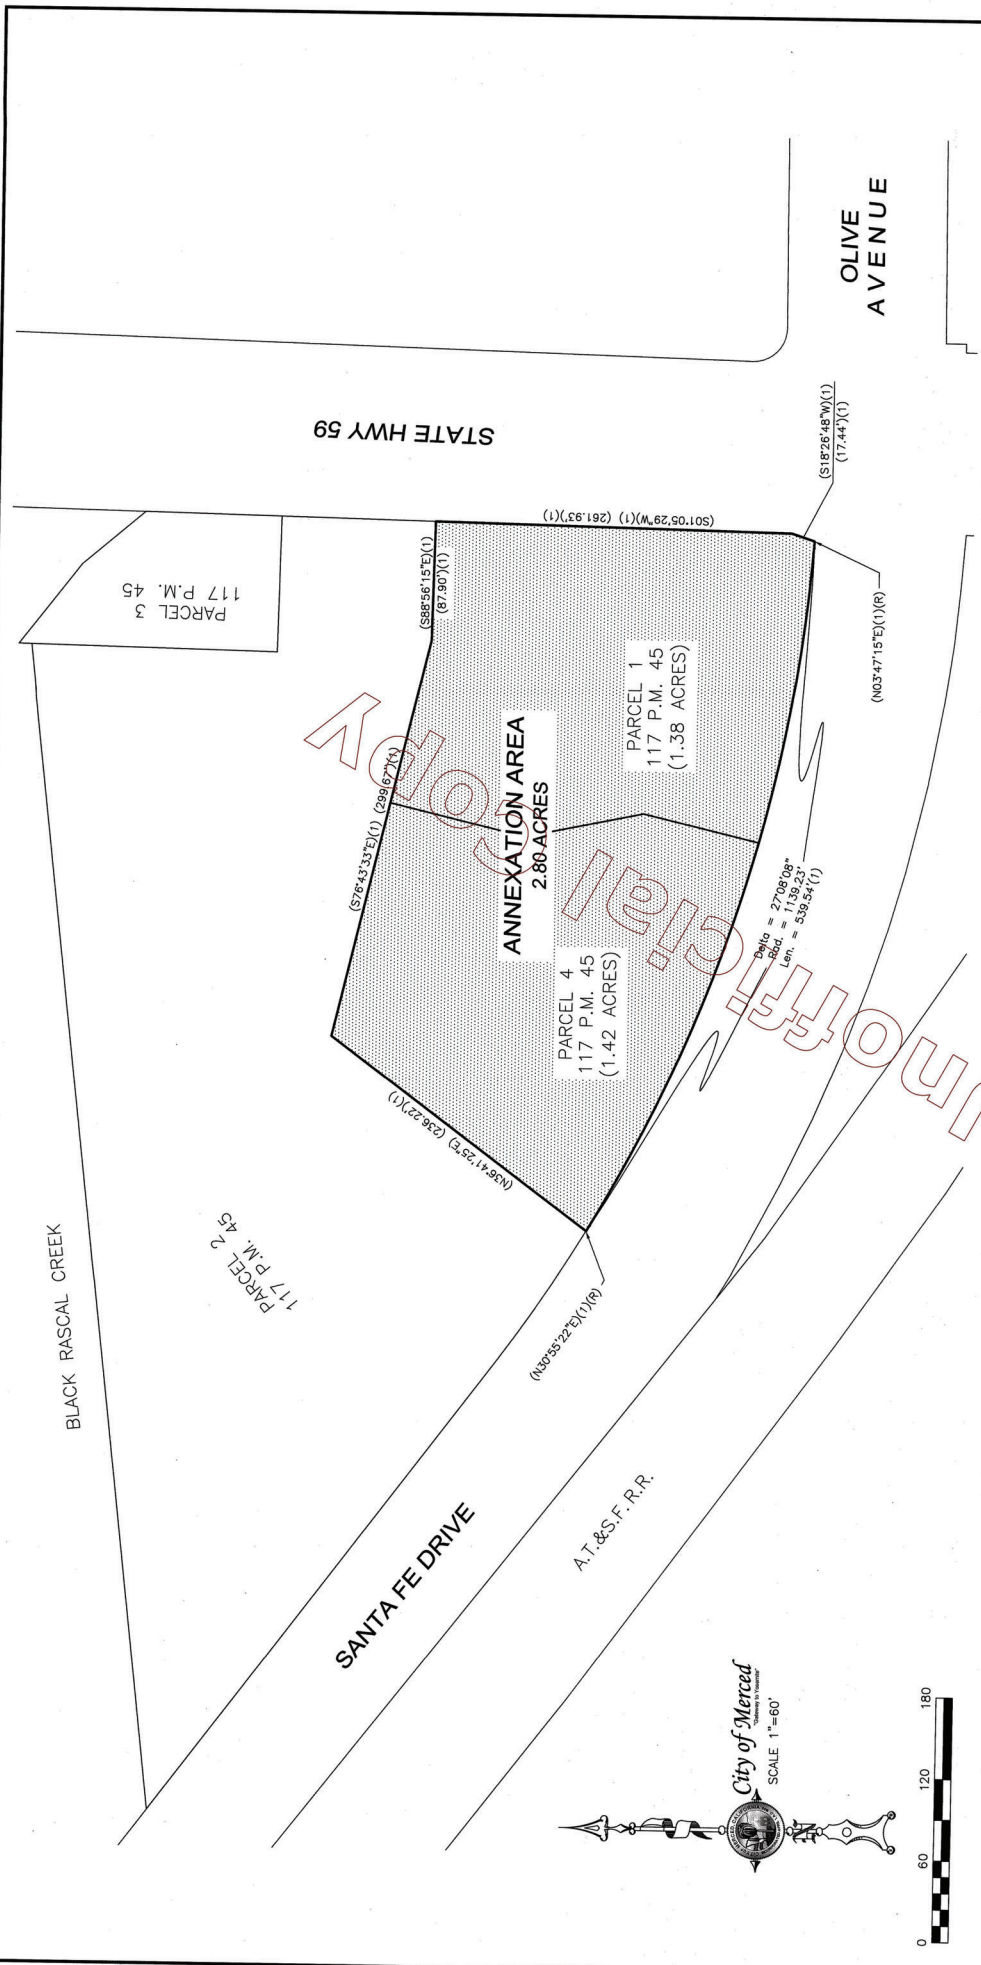 BLACK RASCAL CREEK
PARCEL 3
117 P.M. 45
STATE HWY 59
OLIVE
AVENUE
PARCEL 2
117 P.M. 45
(S88°56'15"E)(1)
(87.90')(1)
(S76°43'33"E)(1) (299.67')(1)
(S01°05'29"W)(1) (261.93')(1)
(S18°26'48"W)(1)
(17.44')(1)
(N03°47'15"E)(1)(R)
(N36°41'25"E) (236.22')(1)
(N30°55'22"E)(1)(R)
ANNEXATION AREA
2.80 ACRES
PARCEL 1
117 P.M. 45
(1.38 ACRES)
PARCEL 4
117 P.M. 45
(1.42 ACRES)
Delta = 27°08'08"
Rad. = 1139.23'
Len. = 539.54'(1)
SANTA FE DRIVE
A.T.&S.F. R.R.
City of Merced
"Gateway to Yosemite"
SCALE 1"=60'
0 60 120 180
Unofficial Copy